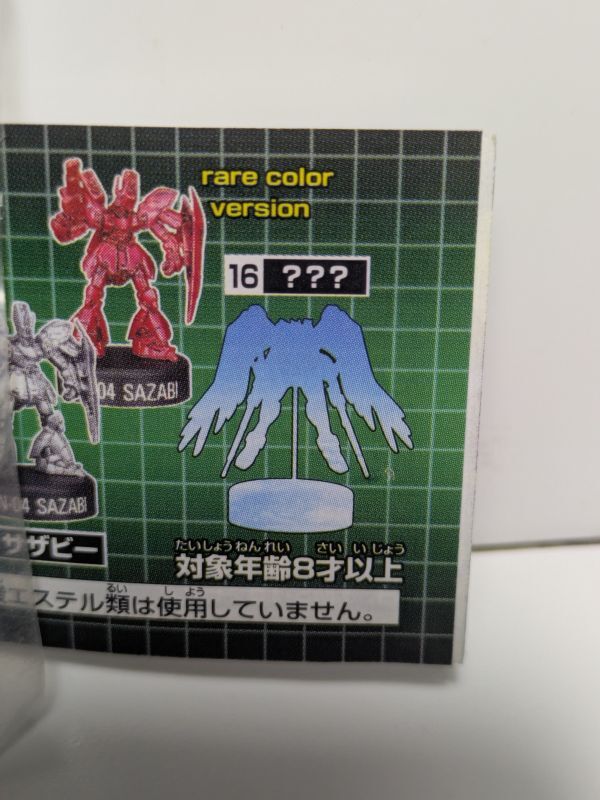 rare color
version
16 ???
04 SAZABI
-04 SAZABI
サザビー
たいしょうねんれい さい いじょう
対象年齢8才以上
るい し よう
エステル類は使用していません。